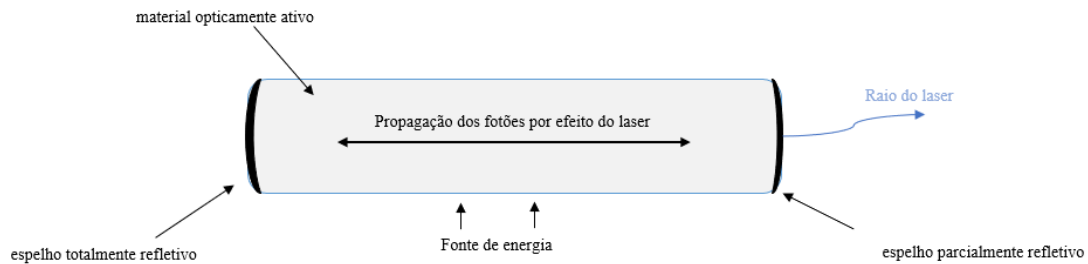 material opticamente ativo
Raio do laser
Propagação dos fotões por efeito do laser
Fonte de energia
espelho totalmente refletivo
espelho parcialmente refletivo